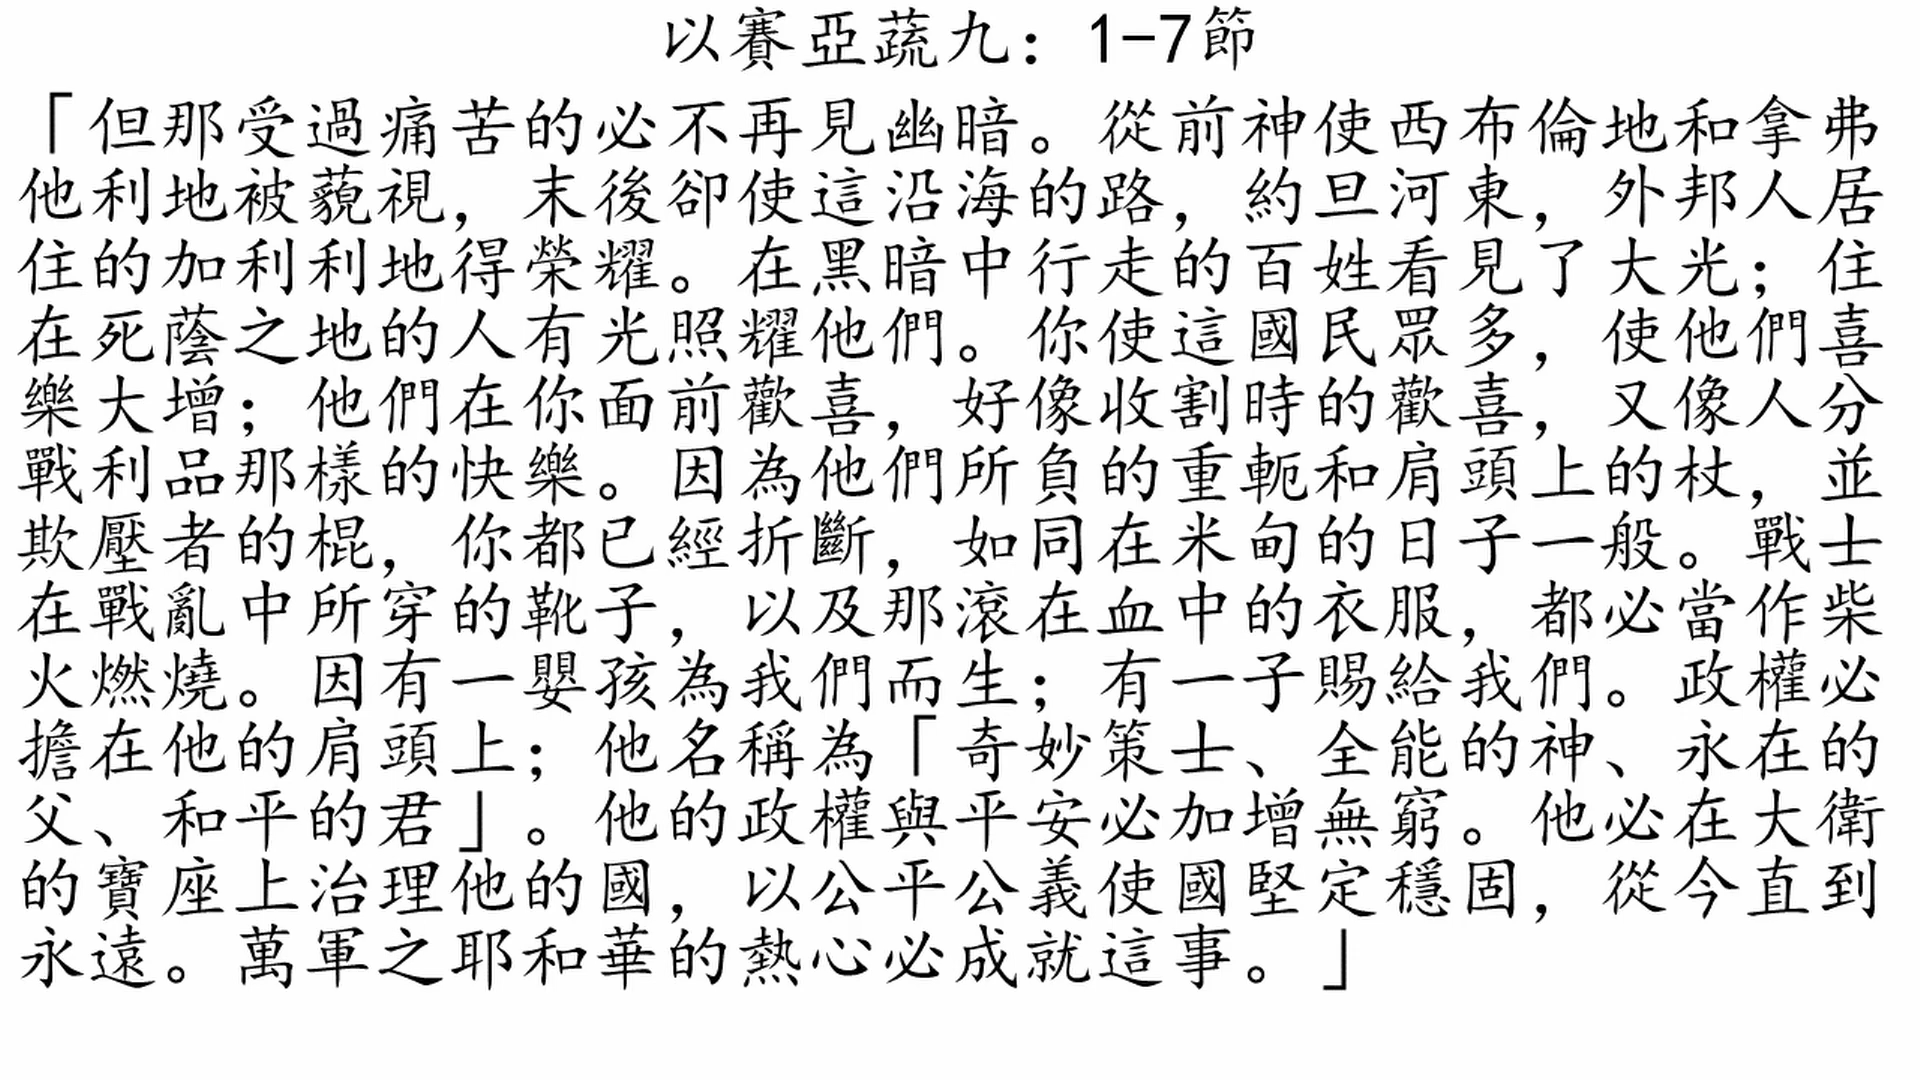 以賽亞蔬九：1-7節
「但那受過痛苦的必不再見幽暗。從前神使西布倫地和拿弗
他利地被藐視，末後卻使這沿海的路，約旦河東，外邦人居
住的加利利地得榮耀。在黑暗中行走的百姓看見了大光；住
在死蔭之地的人有光照耀他們。你使這國民眾多，使他們喜
樂大增；他們在你面前歡喜，好像收割時的歡喜，又像人分
戰利品那樣的快樂。因為他們所負的重軛和肩頭上的杖，並
欺壓者的棍，你都已經折斷，如同在米甸的日子一般。戰士
在戰亂中所穿的靴子，以及那滾在血中的衣服，都必當作柴
火燃燒。因有一嬰孩為我們而生；有一子賜給我們。政權必
擔在他的肩頭上；他名稱為「奇妙策士、全能的神、永在的
父、和平的君」。他的政權與平安必加增無窮。他必在大衛
的寶座上治理他的國，以公平公義使國堅定穩固，從今直到
永遠。萬軍之耶和華的熱心必成就這事。」